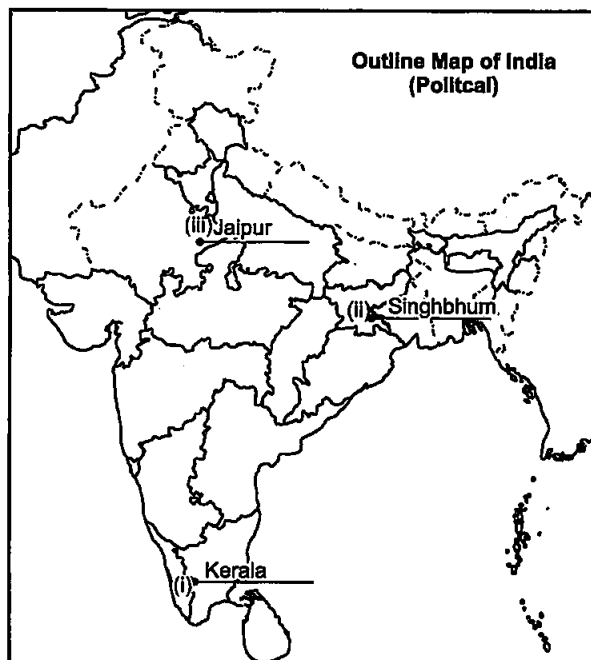 Outline Map of India
(Politcal)
(iii) Jaipur
(ii) Singhbhum
(i) Kerala